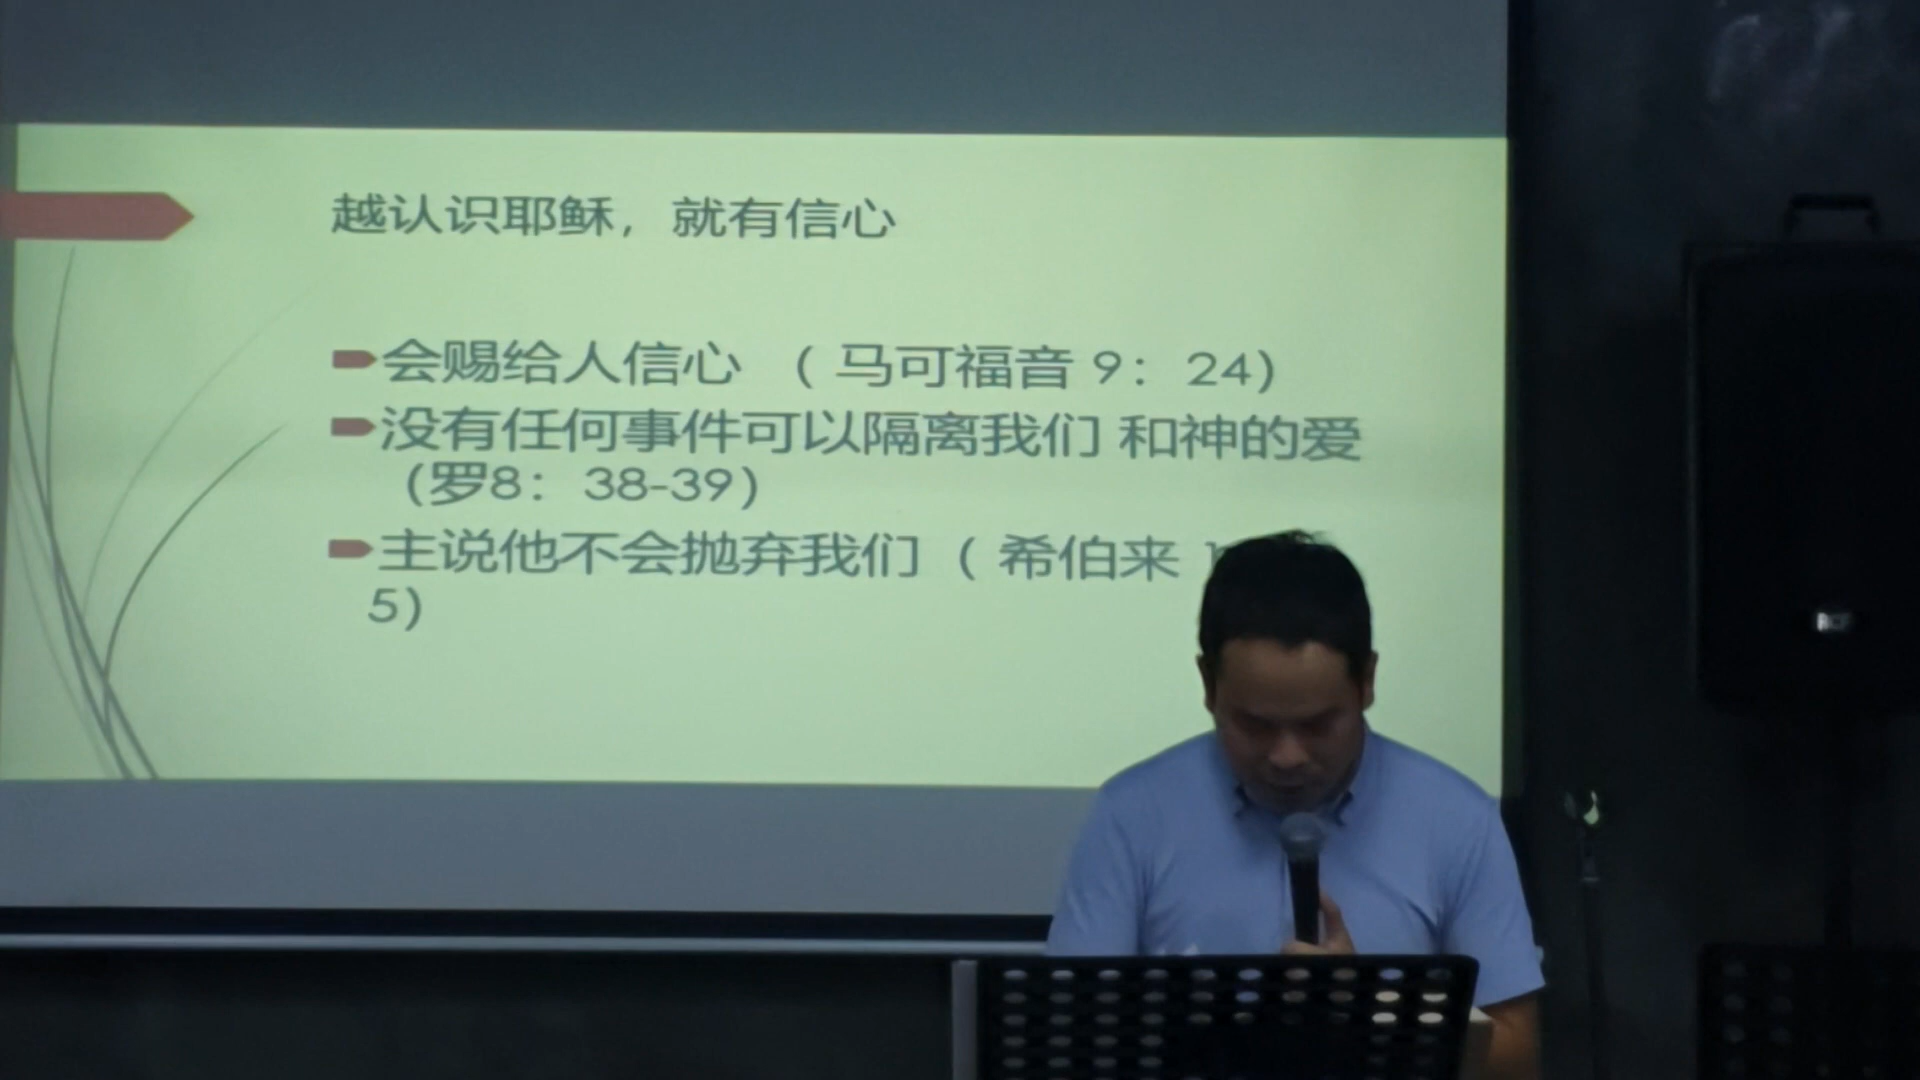 越认识耶稣，就有信心
会赐给人信心 （ 马可福音 9： 24)
没有任何事件可以隔离我们 和神的爱
(罗8： 38-39)
主说他不会抛弃我们 （ 希伯来
5)
RCF